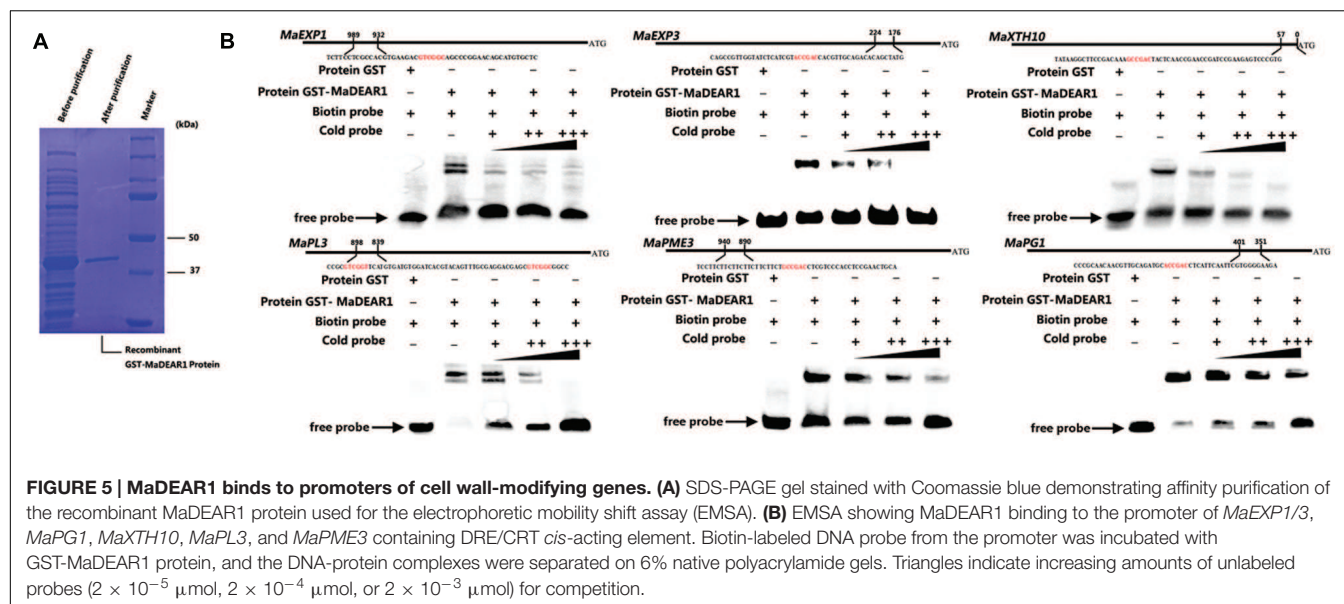 A
Before purification
After purification
Marker
(kDa)
50
37
Recombinant
GST-MaDEAR1 Protein
B
MaEXP1
989 932
ATG
TCTTCCTCGCCACGTGAAGACGTCGGCAGCCCGGAACAGCATGTGCTC
Protein GST + − − − −
Protein GST-MaDEAR1 − + + + +
Biotin probe + + + + +
Cold probe − − + ++ +++
free probe
MaEXP3
224 176
ATG
CAGCCGTTGGTATCTCATCGTACCGACCACGTTGCAGACACAGCTATG
Protein GST + − − − −
Protein GST-MaDEAR1 − + + + +
Biotin probe + + + + +
Cold probe − − + ++ +++
free probe
MaXTH10
57 0
ATG
TATAAGGCTTCCGACAAAGCCGACTACTCAACCGAACCGATCCGAAGAGTCCCGTG
Protein GST + − − − −
Protein GST-MaDEAR1 − + + + +
Biotin probe + + + + +
Cold probe − − + ++ +++
free probe
MaPL3
898 839
ATG
CCGCGTCGGTTCATGTGATGTGGATCACGTACAGTTTGCGAGGACGAGCGTCGGCGGCC
Protein GST + − − − −
Protein GST- MaDEAR1 − + + + +
Biotin probe + + + + +
Cold probe − − + ++ +++
free probe
MaPME3
940 890
ATG
TCCTTCTTCTTCTTCTTCTGCCGACCTCGTCCCACCTCCGAACTGCA
Protein GST + − − − −
Protein GST- MaDEAR1 − + + + +
Biotin probe + + + + +
Cold probe − − + ++ +++
free probe
MaPG1
401 351
ATG
CCCGCAACAACGTTGCAGATGCACCGACCTCATTCAATTCGTGGGGAAGA
Protein GST + − − − −
Protein GST-MaDEAR1 − + + + +
Biotin probe + + + + +
Cold probe − − + ++ +++
free probe
FIGURE 5 | MaDEAR1 binds to promoters of cell wall-modifying genes. (A) SDS-PAGE gel stained with Coomassie blue demonstrating affinity purification of
the recombinant MaDEAR1 protein used for the electrophoretic mobility shift assay (EMSA). (B) EMSA showing MaDEAR1 binding to the promoter of MaEXP1/3,
MaPG1, MaXTH10, MaPL3, and MaPME3 containing DRE/CRT cis-acting element. Biotin-labeled DNA probe from the promoter was incubated with
GST-MaDEAR1 protein, and the DNA-protein complexes were separated on 6% native polyacrylamide gels. Triangles indicate increasing amounts of unlabeled
probes (2 × 10⁻⁵ μmol, 2 × 10⁻⁴ μmol, or 2 × 10⁻³ μmol) for competition.